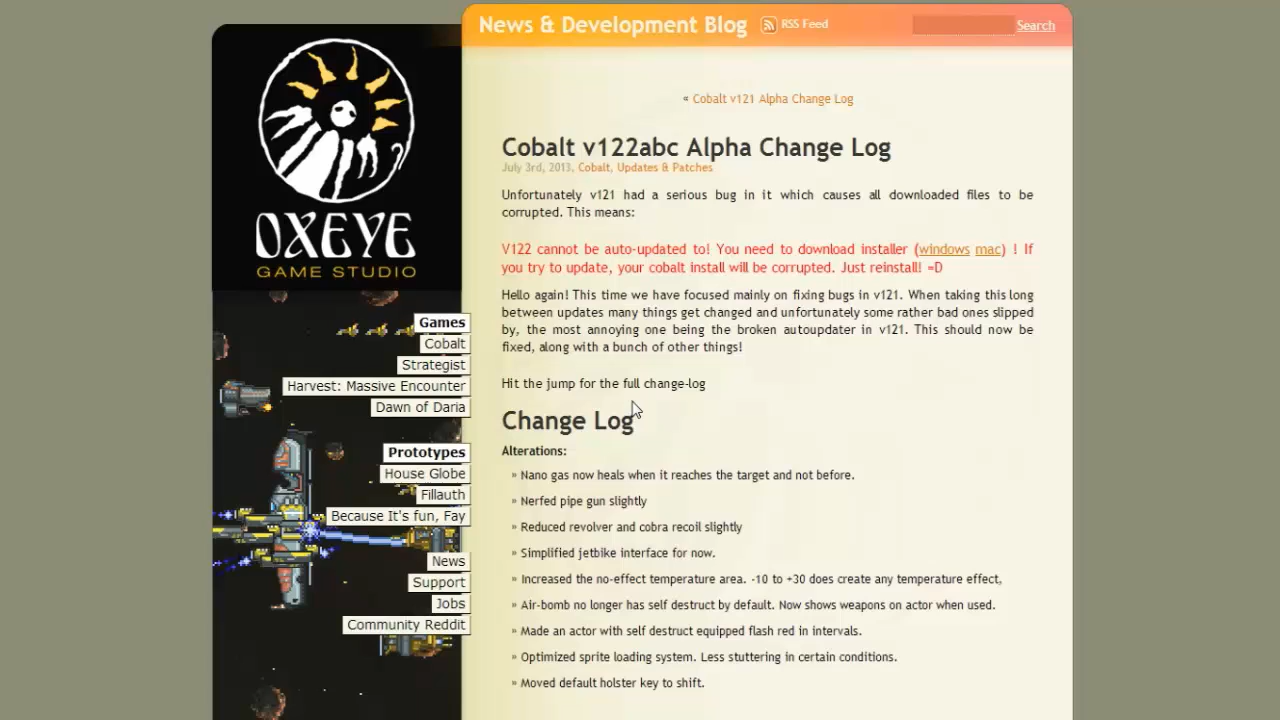 News & Development Blog
RSS Feed
Search
OXEYE
GAME STUDIO
Games
Cobalt
Strategist
Harvest: Massive Encounter
Dawn of Daria
Prototypes
House Globe
Fillauth
Because It's fun, Fay
News
Support
Jobs
Community Reddit
« Cobalt v121 Alpha Change Log
Cobalt v122abc Alpha Change Log
July 3rd, 2013, Cobalt, Updates & Patches
Unfortunately v121 had a serious bug in it which causes all downloaded files to be
corrupted. This means:
V122 cannot be auto-updated to! You need to download installer (windows mac) ! If
you try to update, your cobalt install will be corrupted. Just reinstall! =D
Hello again! This time we have focused mainly on fixing bugs in v121. When taking this long
between updates many things get changed and unfortunately some rather bad ones slipped
by, the most annoying one being the broken autoupdater in v121. This should now be
fixed, along with a bunch of other things!
Hit the jump for the full change-log
Change Log
Alterations:
» Nano gas now heals when it reaches the target and not before.
» Nerfed pipe gun slightly
» Reduced revolver and cobra recoil slightly
» Simplified jetbike interface for now.
» Increased the no-effect temperature area. -10 to +30 does create any temperature effect,
» Air-bomb no longer has self destruct by default. Now shows weapons on actor when used.
» Made an actor with self destruct equipped flash red in intervals.
» Optimized sprite loading system. Less stuttering in certain conditions.
» Moved default holster key to shift.